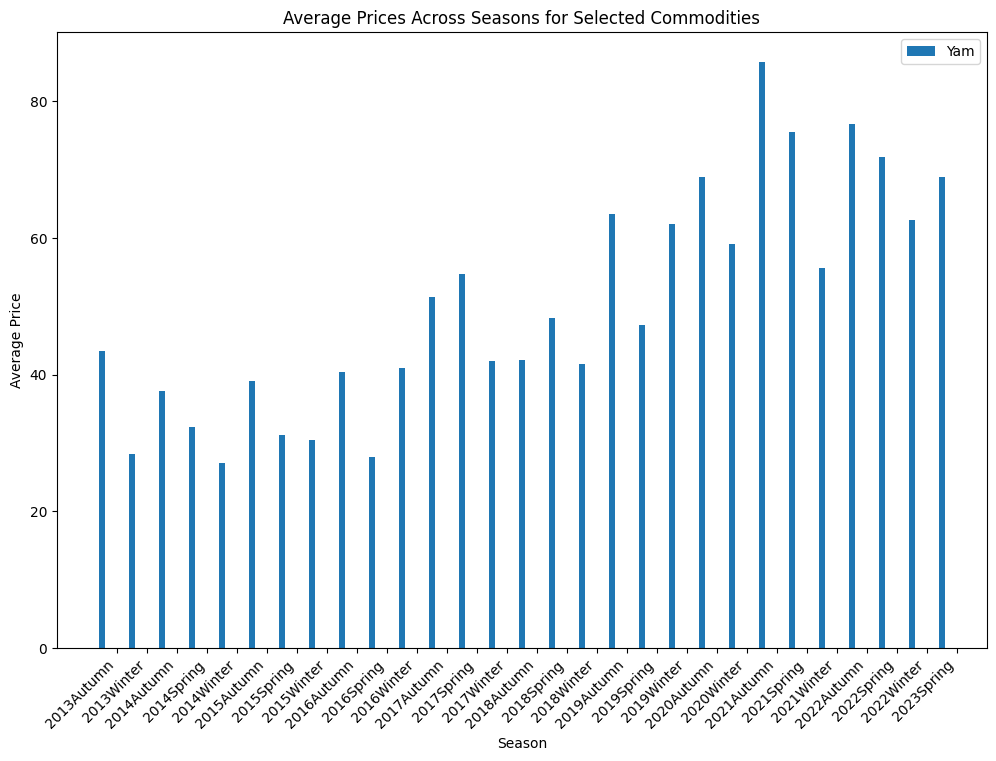 Average Prices Across Seasons for Selected Commodities
Yam
Average Price
80
60
40
20
0
2013Autumn
2013Winter
2014Autumn
2014Spring
2014Winter
2015Autumn
2015Spring
2015Winter
2016Autumn
2016Spring
2016Winter
2017Autumn
2017Spring
2017Winter
2018Autumn
2018Spring
2018Winter
2019Autumn
2019Spring
2019Winter
2020Autumn
2020Winter
2021Autumn
2021Spring
2021Winter
2022Autumn
2022Spring
2022Winter
2023Spring
Season